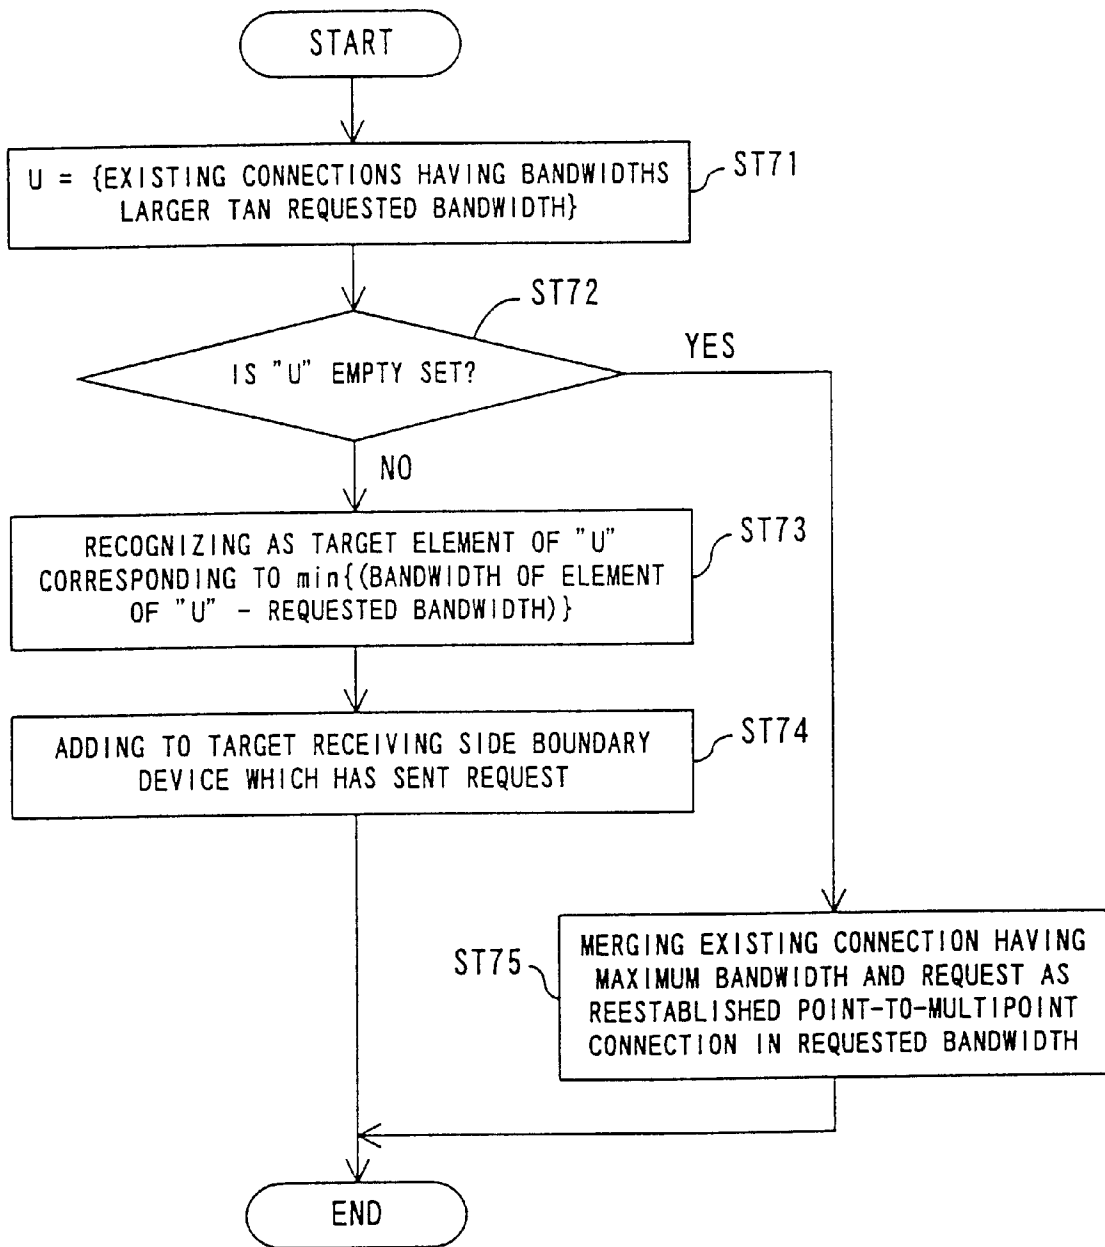 START
U = {EXISTING CONNECTIONS HAVING BANDWIDTHS
LARGER TAN REQUESTED BANDWIDTH}
ST71
ST72
IS "U" EMPTY SET?
YES
NO
RECOGNIZING AS TARGET ELEMENT OF "U"
CORRESPONDING TO min{(BANDWIDTH OF ELEMENT
OF "U" - REQUESTED BANDWIDTH)}
ST73
ADDING TO TARGET RECEIVING SIDE BOUNDARY
DEVICE WHICH HAS SENT REQUEST
ST74
ST75
MERGING EXISTING CONNECTION HAVING
MAXIMUM BANDWIDTH AND REQUEST AS
REESTABLISHED POINT-TO-MULTIPOINT
CONNECTION IN REQUESTED BANDWIDTH
END